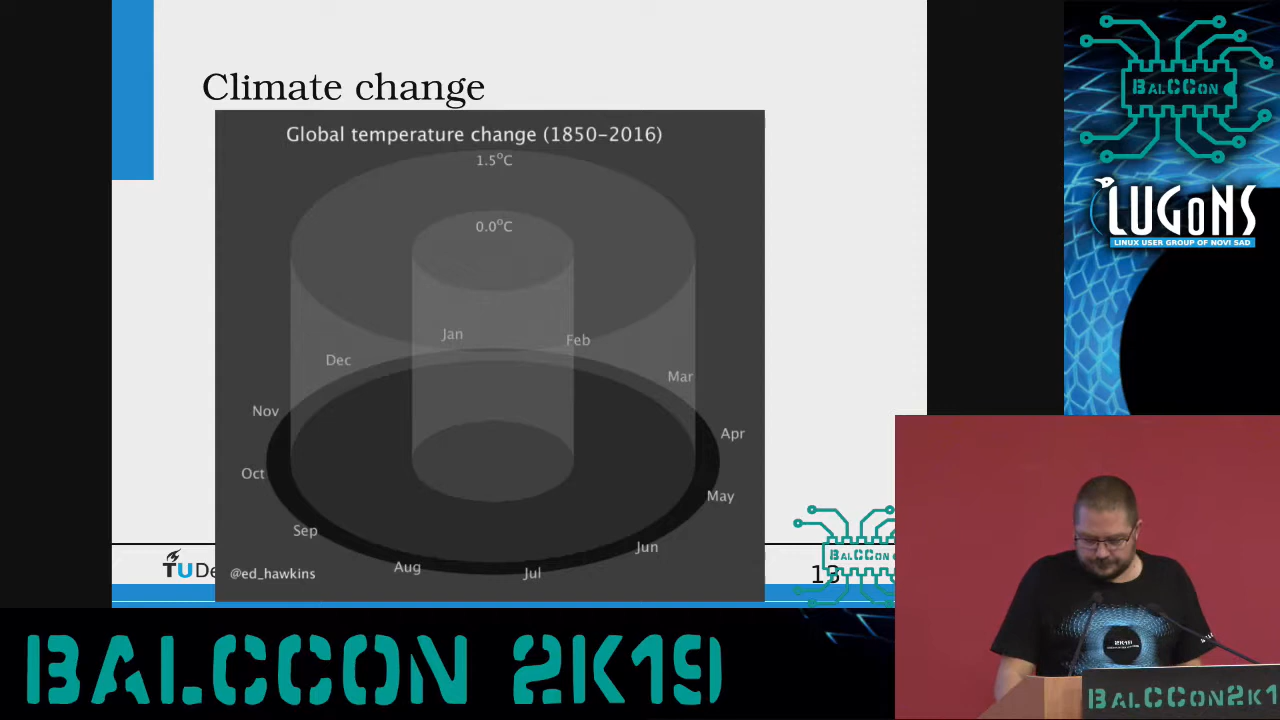 Climate change
Global temperature change (1850-2016)
1.5°C
0.0°C
Jan
Feb
Dec
Mar
Nov
Apr
Oct
May
Sep
Jun
Aug
Jul
@ed_hawkins
TU De
13
BALCCON
BALCCON
LUGoNS
LINUX USER GROUP OF NOVI SAD
BALCCON 2K19
2K19
BALCCON2K1